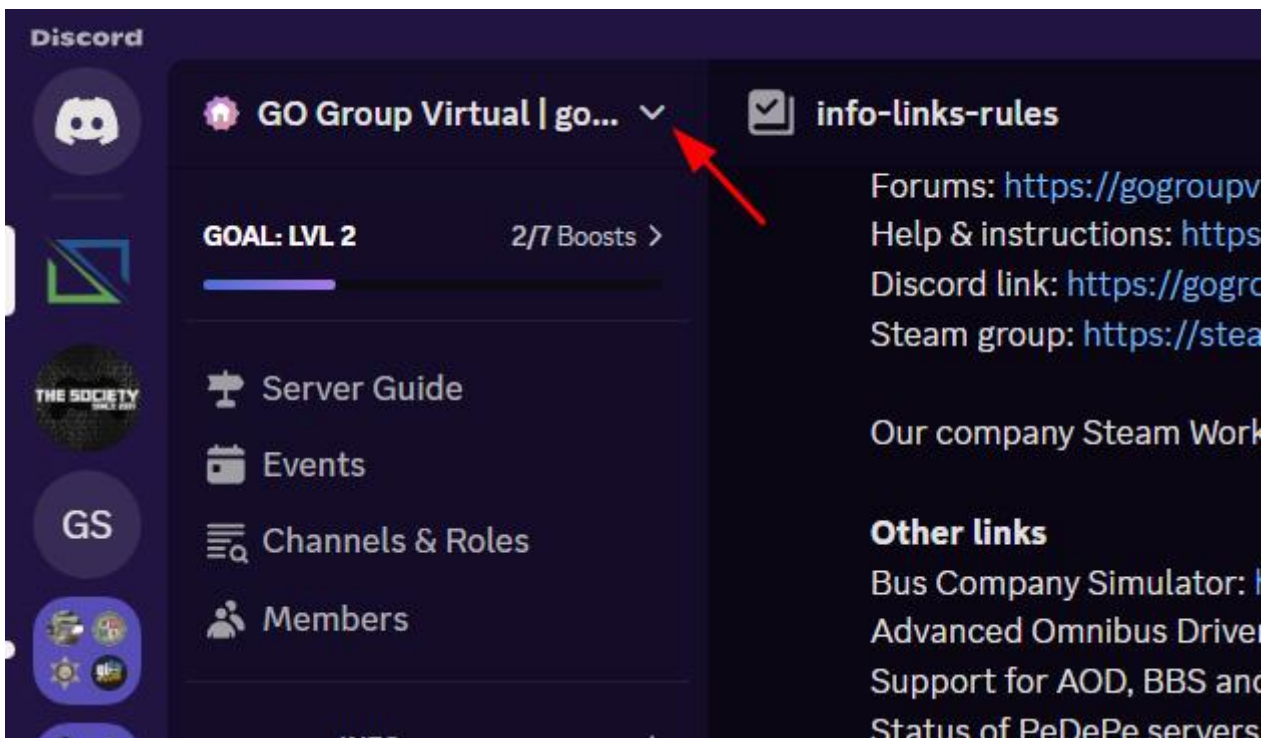 Discord
GO Group Virtual | go...
GOAL: LVL 2
2/7 Boosts
Server Guide
Events
Channels & Roles
Members
THE SOCIETY
GS
info-links-rules
Forums: https://gogroupv
Help & instructions: https
Discord link: https://gogro
Steam group: https://stea
Our company Steam Work
Other links
Bus Company Simulator:
Advanced Omnibus Driver
Support for AOD, BBS and
Status of PeDePe servers